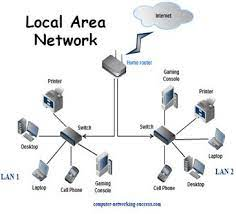 Local Area
Network
Internet
Home router
Printer
Gaming
Console
Printer
Switch
Switch
Desktop
Desktop
LAN 1
Laptop
Cell Phone
Gaming
Console
Laptop
Cell Phone
LAN 2
computer-networking-success.com